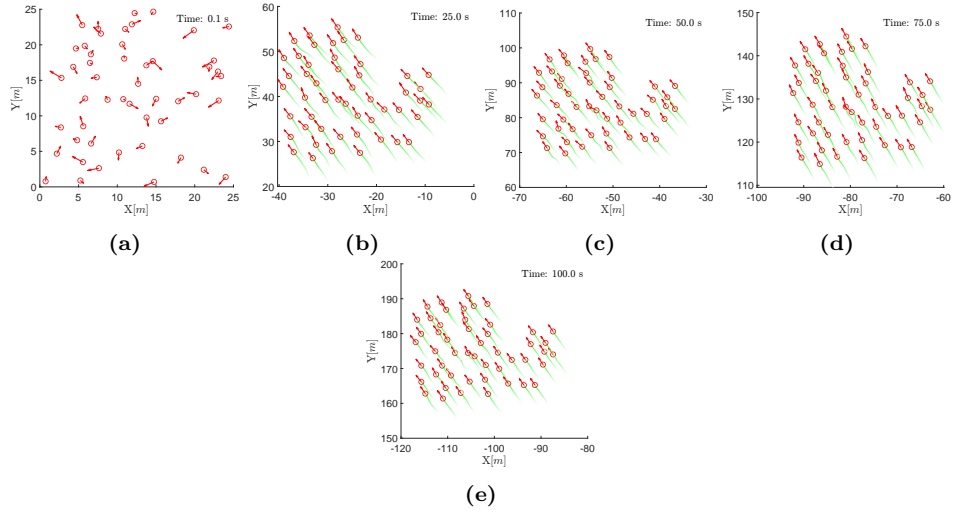 Time: 0.1 s
25
20
15
10
5
0
Y[m]
0 5 10 15 20 25
X[m]
(a)
Time: 25.0 s
60
50
40
30
20
Y[m]
-40 -30 -20 -10 0
X[m]
(b)
Time: 50.0 s
100
90
80
70
60
Y[m]
-70 -60 -50 -40 -30
X[m]
(c)
Time: 75.0 s
150
140
130
120
110
Y[m]
-100 -90 -80 -70 -60
X[m]
(d)
Time: 100.0 s
200
190
180
170
160
150
Y[m]
-120 -110 -100 -90 -80
X[m]
(e)